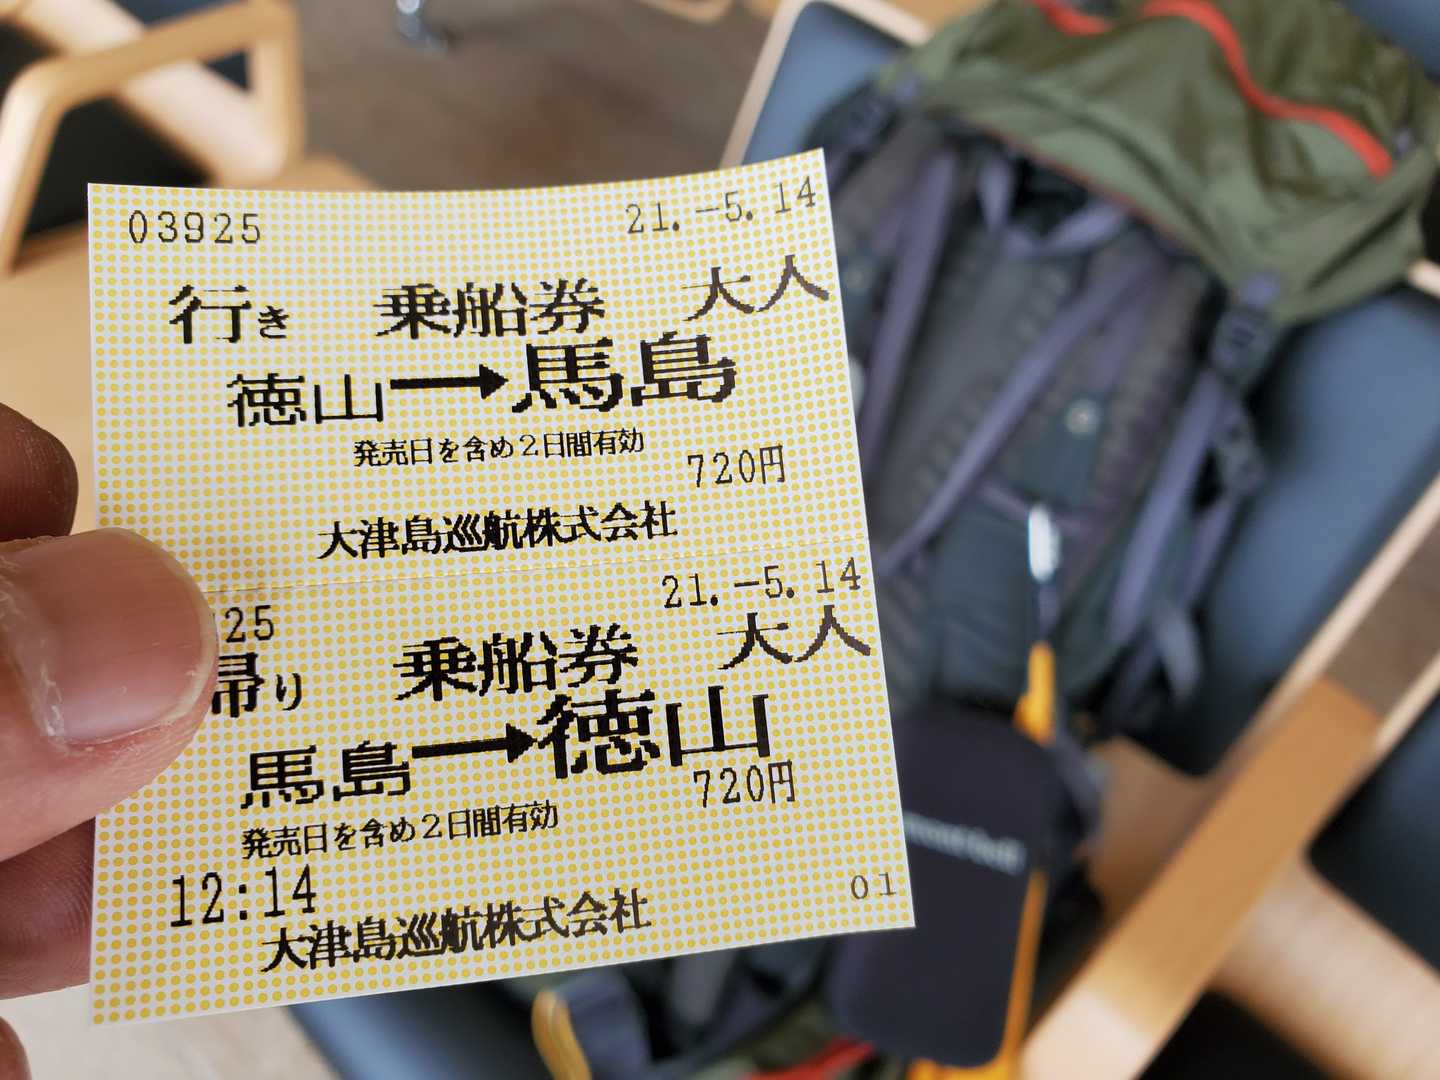 03925 21.-5.14
行き 乗船券 大人
徳山→馬島
発売日を含め2日間有効
720円
大津島巡航株式会社
25 21.-5.14
帰り 乗船券 大人
馬島→徳山
720円
発売日を含め2日間有効
12:14
01
大津島巡航株式会社